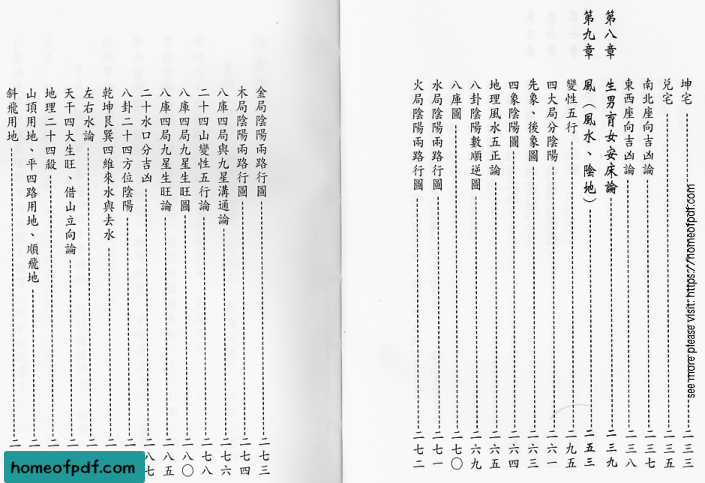 坤宅 二三三
兌宅 二三五
南北座向吉凶論 二三七
東西座向吉凶論 二三八
第八章 生男育女安床論 二三九
第九章 風（風水、陰地） 二五三
變性五行 一九五
四大局分陰陽 二六一
先象、後象圖 二六三
四象陰陽圖 二六四
地理風水五正論 二六五
八卦陰陽數順逆圖 二六九
八庫圖 二七〇
水局陰陽兩路行圖 二七一
火局陰陽兩路行圖 二七二
金局陰陽兩路行圖 二七三
木局陰陽兩路行圖 二七四
八庫四局與九星溝通論 二七六
二十四山變性五行論 二七八
八庫四局九星生旺圖 二八〇
八庫四局九星生旺論 二八五
二十水口分吉凶 二八七
八卦二十四方位陰陽 二
乾坤艮巽四維來水與去水 二
左右水論 二
天干四大生旺、借山立向論 二
地理二十四殺 二
山頂用地、平四路用地、順飛地 二
斜飛用地 二
see more please visit: https://homeofpdf.com
homeofpdf.com